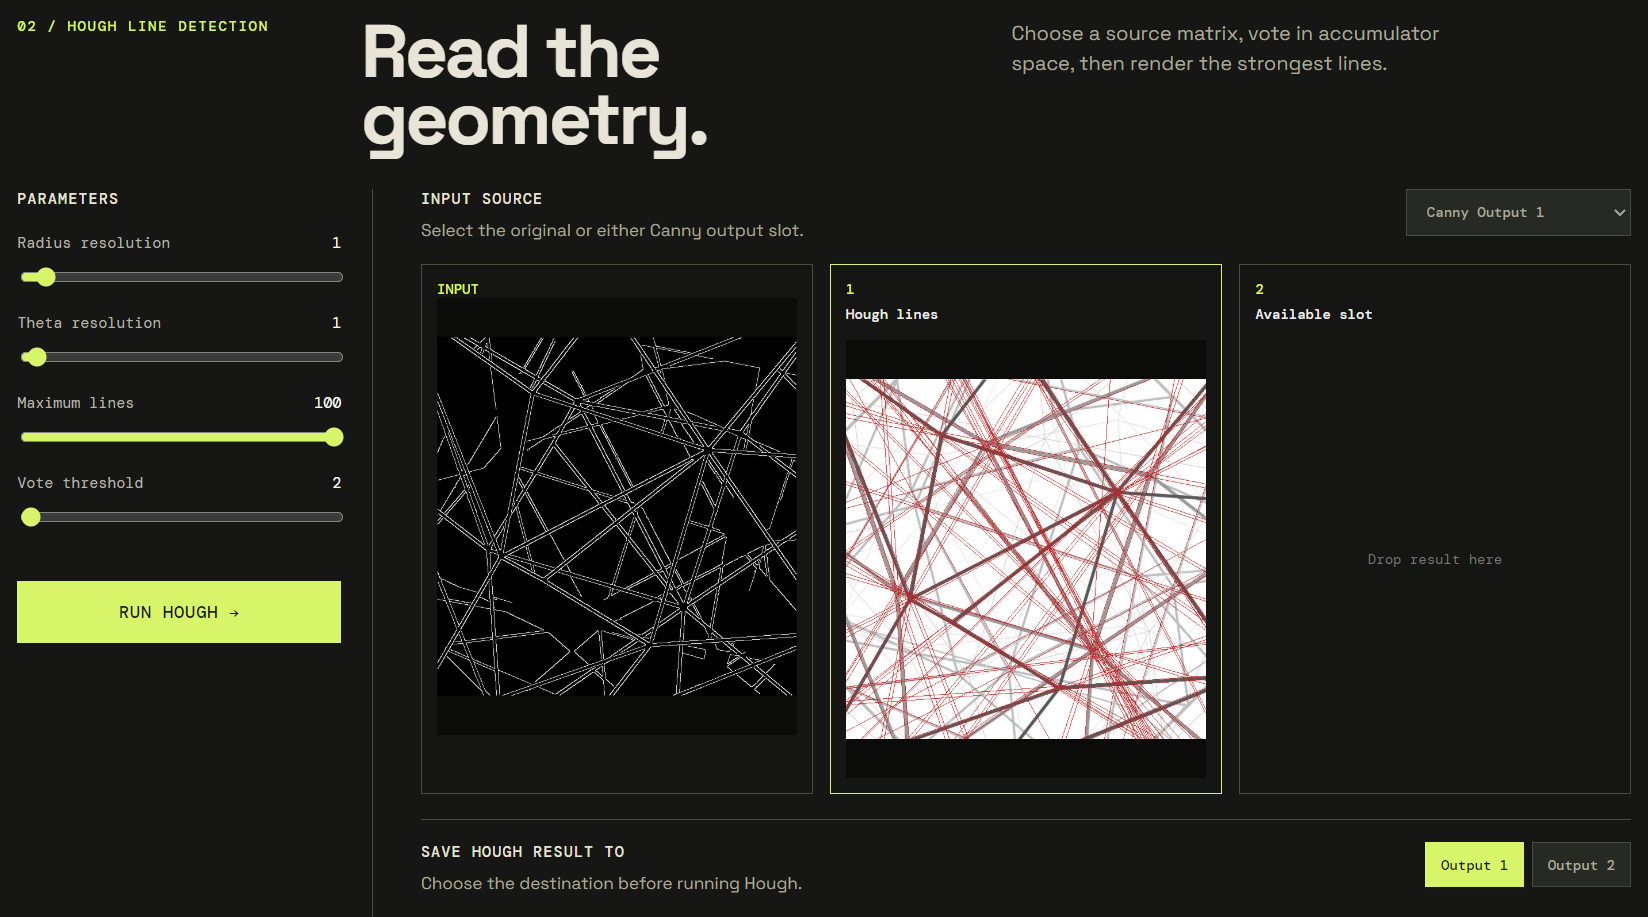 02 / HOUGH LINE DETECTION
Read the
geometry.
Choose a source matrix, vote in accumulator
space, then render the strongest lines.
PARAMETERS
Radius resolution 1
Theta resolution 1
Maximum lines 100
Vote threshold 2
RUN HOUGH →
INPUT SOURCE
Select the original or either Canny output slot.
Canny Output 1
INPUT
1
Hough lines
2
Available slot
Drop result here
SAVE HOUGH RESULT TO
Choose the destination before running Hough.
Output 1
Output 2